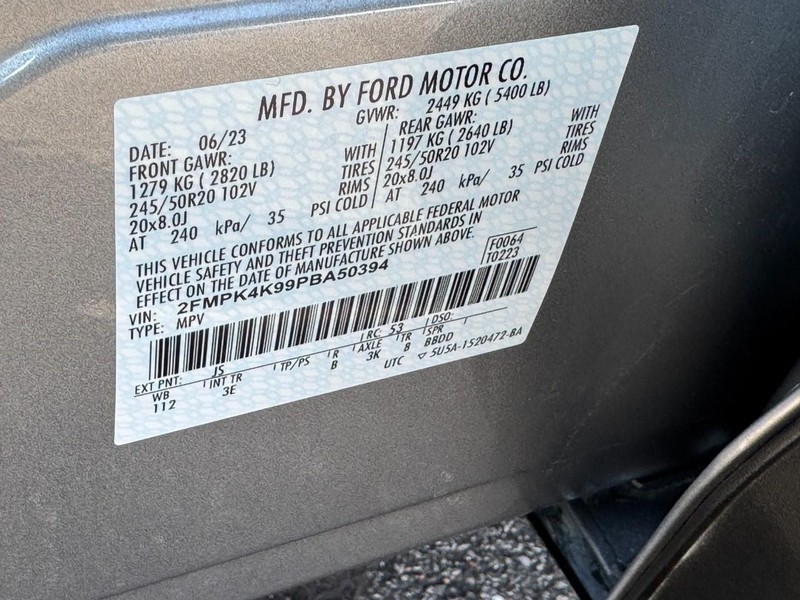 MFD. BY FORD MOTOR CO.
DATE: 06/23 GVWR: 2449 KG ( 5400 LB)
FRONT GAWR: REAR GAWR:
1279 KG ( 2820 LB) WITH 1197 KG ( 2640 LB) WITH
245/50R20 102V TIRES 245/50R20 102V TIRES
20x8.0J RIMS 20x8.0J RIMS
AT 240 kPa/ 35 PSI COLD AT 240 kPa/ 35 PSI COLD
THIS VEHICLE CONFORMS TO ALL APPLICABLE FEDERAL MOTOR
VEHICLE SAFETY AND THEFT PREVENTION STANDARDS IN
EFFECT ON THE DATE OF MANUFACTURE SHOWN ABOVE.
F0064
T0223
VIN: 2FMPK4K99PBA50394
TYPE: MPV
EXT PNT: JS RC: 53 DSO:
WB INT TR TP/PS R AXLE TR SPR
112 3E B 3K B BBDD
UTC ▽ 5U5A-1520472-BA